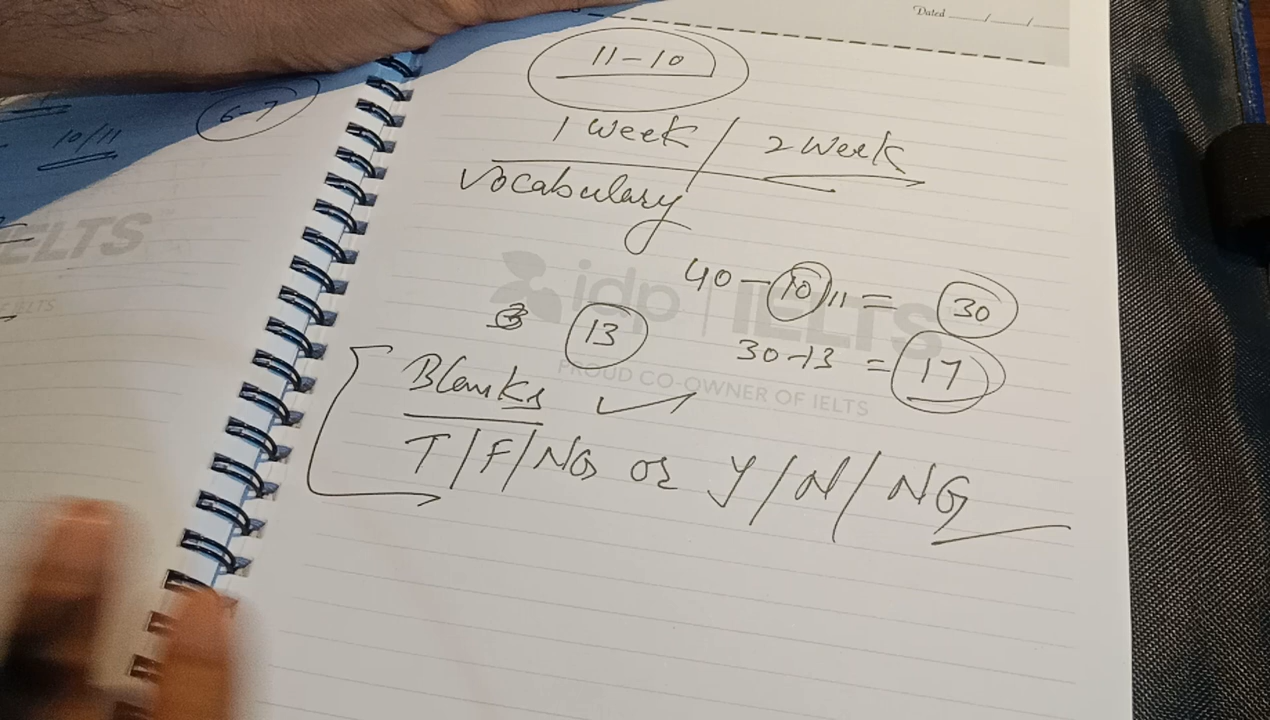 Dated / /
11-10
6-7
10/11
1 Week / 2 Week
Vocabulary
ELTS
IELTS
idp | IELTS
PROUD CO-OWNER OF IELTS
40 - 10 11 = 30
13
30-13 = 17
Blanks
T/F/NG or Y/N/NG